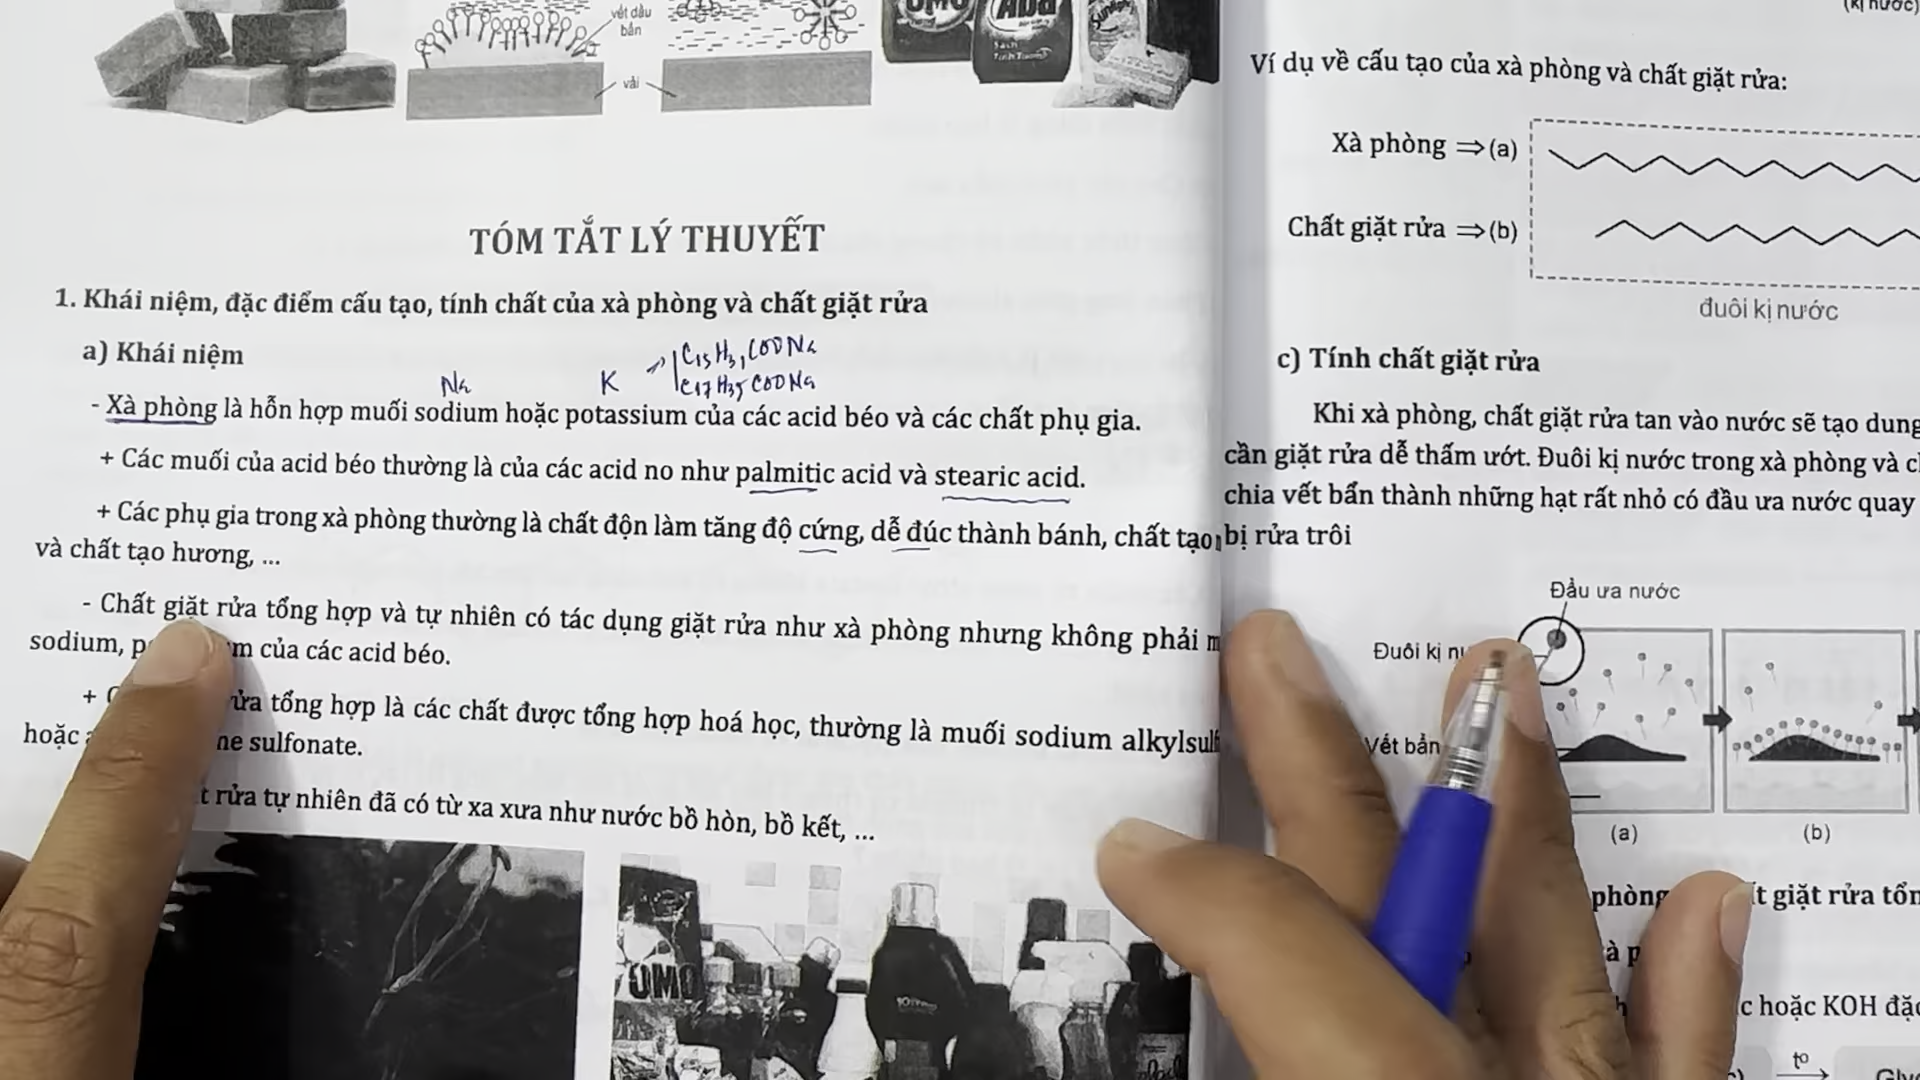 vết dầu
bẩn
vải
OMO
Aba
Sạch
Tinh Tươm
Sunlight
TÓM TẮT LÝ THUYẾT
1. Khái niệm, đặc điểm cấu tạo, tính chất của xà phòng và chất giặt rửa
a) Khái niệm
C15H31COONa
C17H35COONa
Na
K
- Xà phòng là hỗn hợp muối sodium hoặc potassium của các acid béo và các chất phụ gia.
+ Các muối của acid béo thường là của các acid no như palmitic acid và stearic acid.
+ Các phụ gia trong xà phòng thường là chất độn làm tăng độ cứng, dễ đúc thành bánh, chất tạo
và chất tạo hương, ...
- Chất giặt rửa tổng hợp và tự nhiên có tác dụng giặt rửa như xà phòng nhưng không phải
sodium, của các acid béo.
+ rửa tổng hợp là các chất được tổng hợp hoá học, thường là muối sodium alkylsulf
hoặc ne sulfonate.
rửa tự nhiên đã có từ xa xưa như nước bồ hòn, bồ kết, ...
OMO
(kị nước)
Ví dụ về cấu tạo của xà phòng và chất giặt rửa:
Xà phòng ⇒ (a)
Chất giặt rửa ⇒ (b)
đuôi kị nước
c) Tính chất giặt rửa
Khi xà phòng, chất giặt rửa tan vào nước sẽ tạo dung
cần giặt rửa dễ thấm ướt. Đuôi kị nước trong xà phòng và
chia vết bẩn thành những hạt rất nhỏ có đầu ưa nước quay
bị rửa trôi
Đầu ưa nước
Đuôi kị
Vết bẩn
(a)
(b)
phòng giặt rửa
hoặc KOH
t°